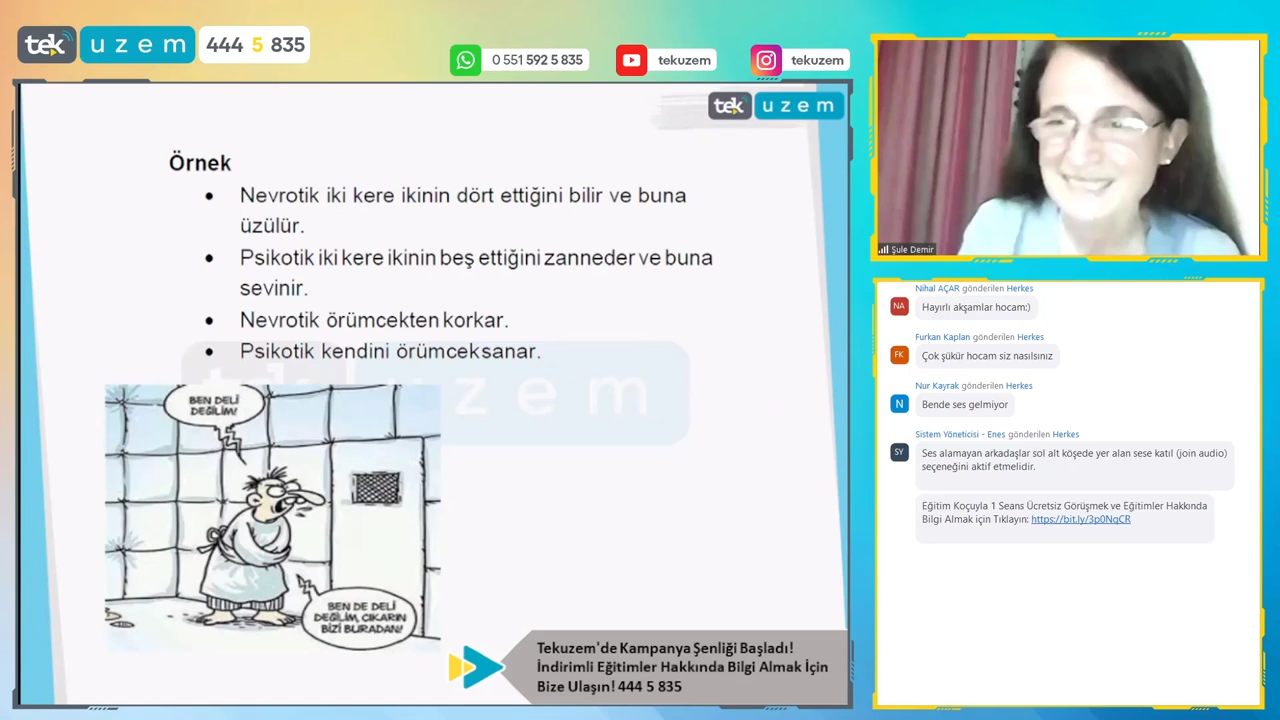 tek uzem 444 5 835
0 551 592 5 835
tekuzem
tekuzem
tek uzem
Örnek
• Nevrotik iki kere ikinin dört ettiğini bilir ve buna
üzülür.
• Psikotik iki kere ikinin beş ettiğini zanneder ve buna
sevinir.
• Nevrotik örümcekten korkar.
• Psikotik kendini örümcek sanar.
tek uzem
BEN DELİ
DEĞİLİM!
BEN DE DELİ
DEĞİLİM, ÇIKARIN
BİZİ BURADAN!
Tekuzem'de Kampanya Şenliği Başladı!
İndirimli Eğitimler Hakkında Bilgi Almak İçin
Bize Ulaşın! 444 5 835
Şule Demir
Nihal AÇAR gönderilen Herkes
NA
Hayırlı akşamlar hocam:)
Furkan Kaplan gönderilen Herkes
FK
Çok şükür hocam siz nasılsınız
Nur Kayrak gönderilen Herkes
N
Bende ses gelmiyor
Sistem Yöneticisi - Enes gönderilen Herkes
SY
Ses alamayan arkadaşlar sol alt köşede yer alan sese katıl (join audio)
seçeneğini aktif etmelidir.
Eğitim Koçuyla 1 Seans Ücretsiz Görüşmek ve Eğitimler Hakkında
Bilgi Almak için Tıklayın: https://bit.ly/3p0NqCR